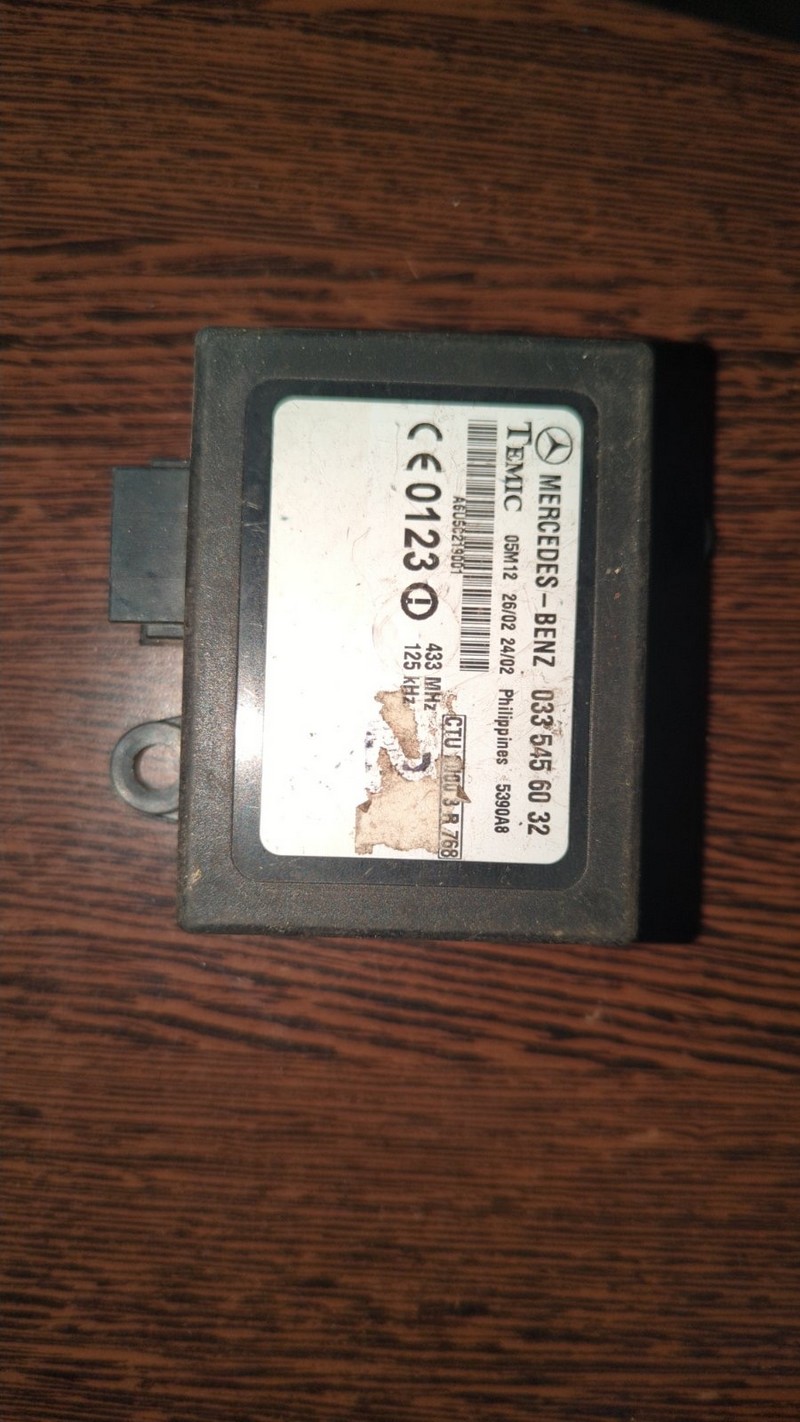 MERCEDES-BENZ 033 545 60 32
TEMIC 05M12 26/02 24/02 Philippines 5390A8
A6U5C219001
CE0123 433 MHz
125 kHz
CTU 3 R 768